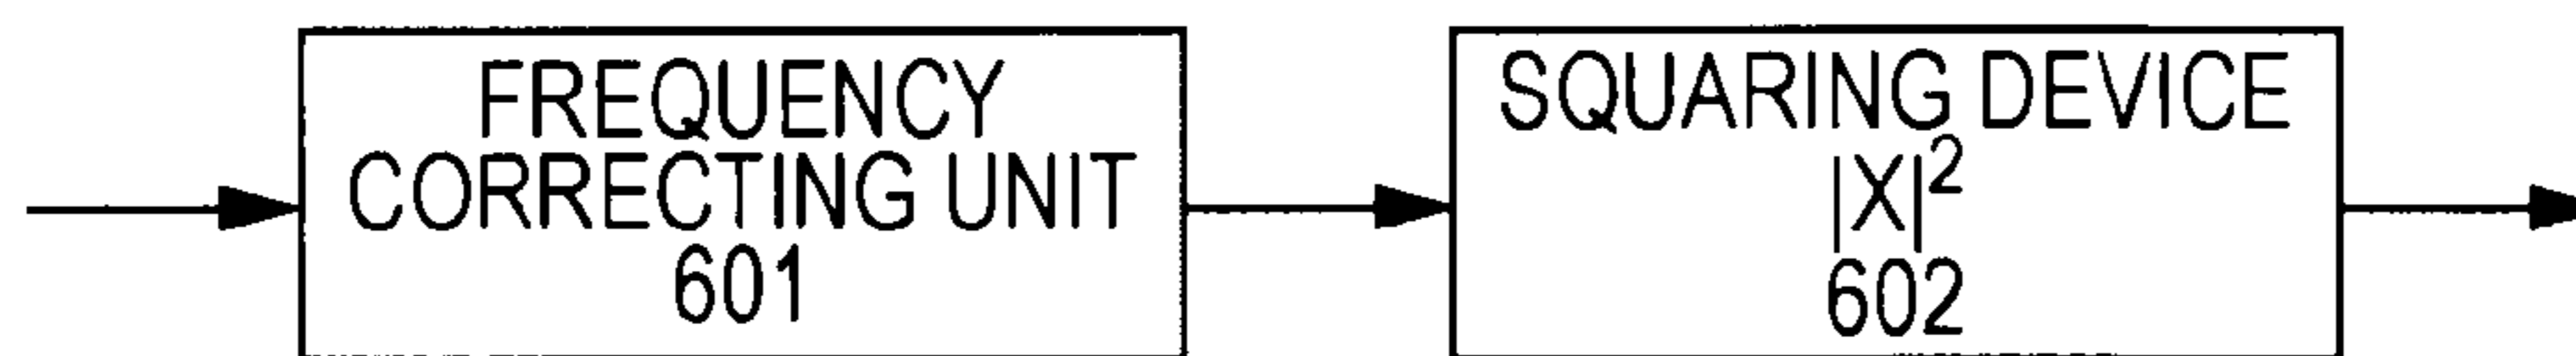 FREQUENCY
CORRECTING UNIT
601
SQUARING DEVICE
|X|²
602